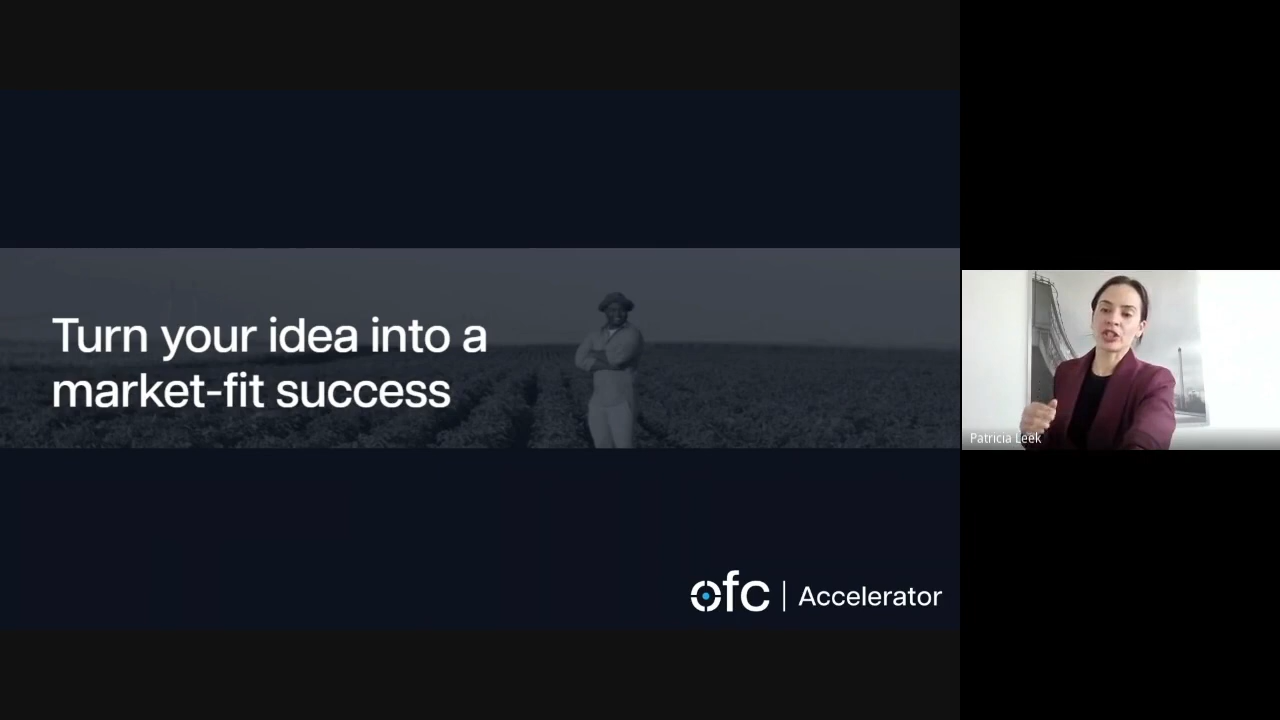 Turn your idea into a
market-fit success
ofc | Accelerator
Patricia Leek